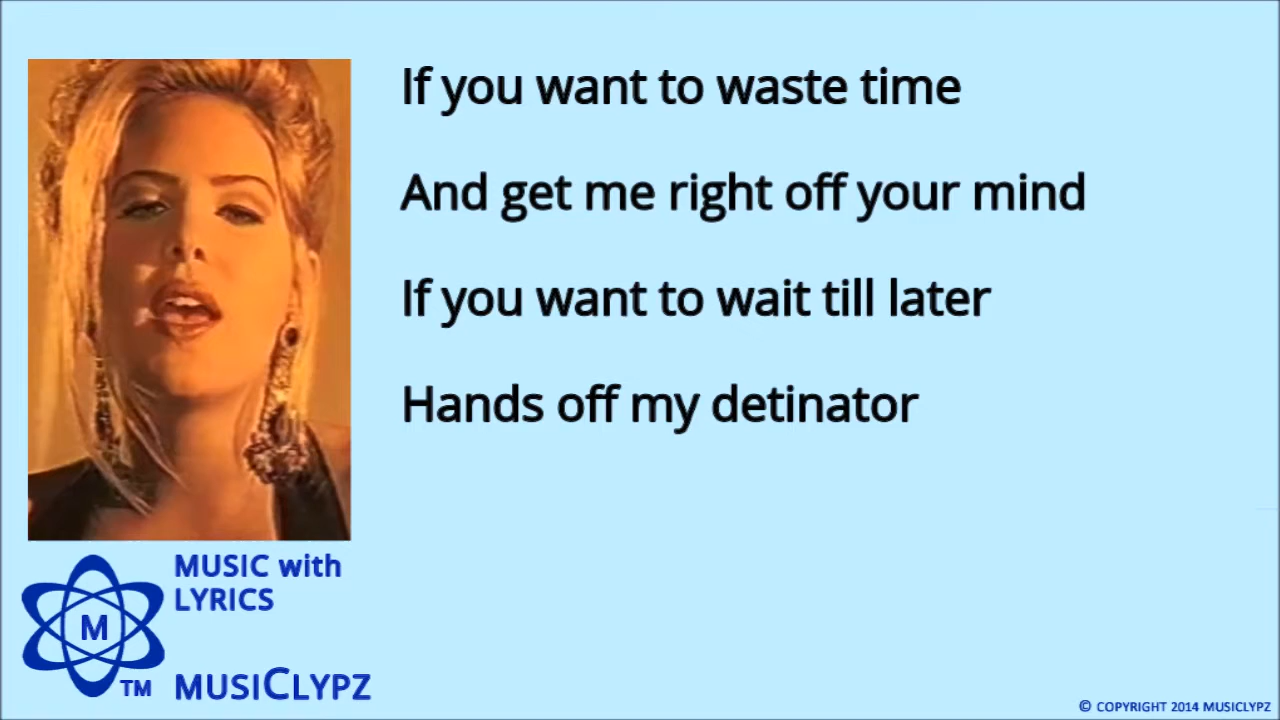 If you want to waste time
And get me right off your mind
If you want to wait till later
Hands off my detinator
MUSIC with
LYRICS
M
TM
MUSICLYPZ
© COPYRIGHT 2014 MUSICLYPZ